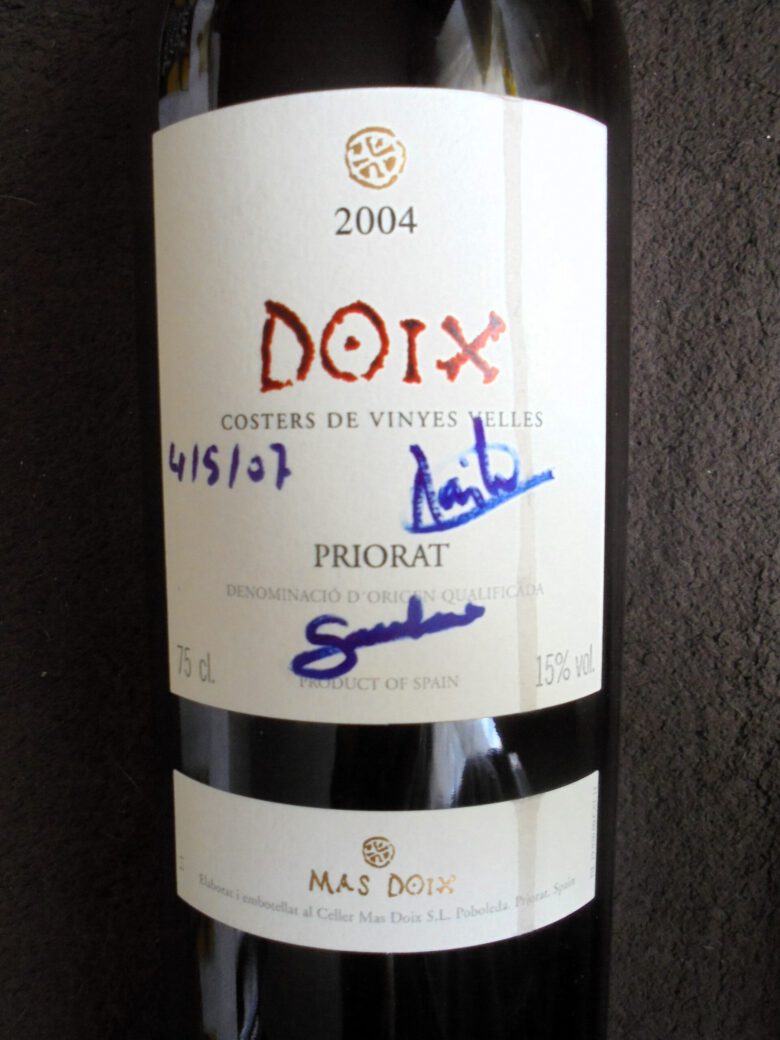 2004
DOIX
COSTERS DE VINYES VELLES
4/5/07
PRIORAT
DENOMINACIÓ D'ORIGEN QUALIFICADA
75 cl.
15% vol.
PRODUCT OF SPAIN
MAS DOIX
Elaborat i embotellat al Celler Mas Doix S.L. Poboleda. Priorat. Spain